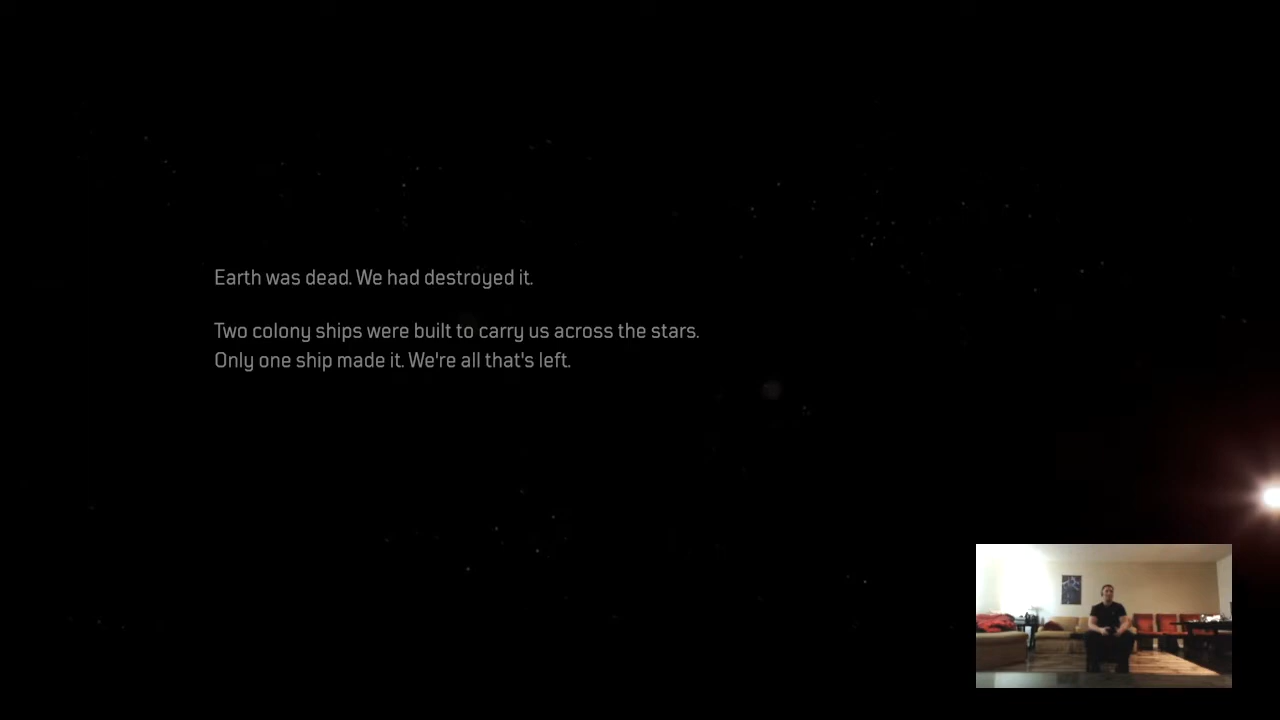 Earth was dead. We had destroyed it.
Two colony ships were built to carry us across the stars.
Only one ship made it. We're all that's left.